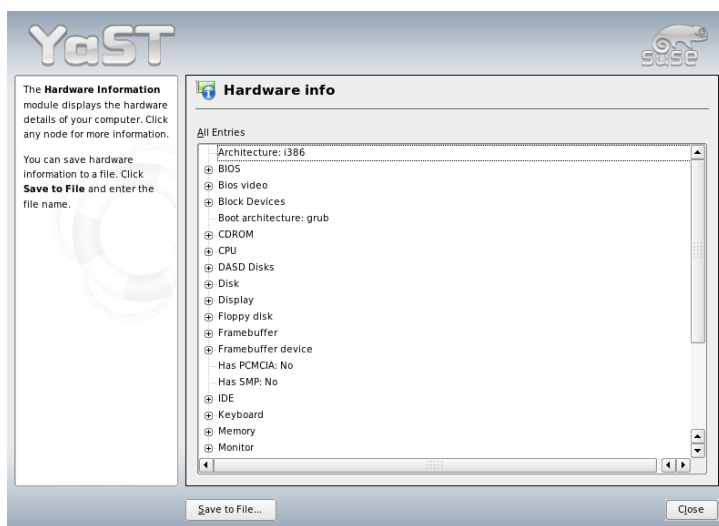 YaST
SUSE
The Hardware Information
module displays the hardware
details of your computer. Click
any node for more information.
You can save hardware
information to a file. Click
Save to File and enter the
file name.
Hardware info
All Entries
Architecture: i386
BIOS
Bios video
Block Devices
Boot architecture: grub
CDROM
CPU
DASD Disks
Disk
Display
Floppy disk
Framebuffer
Framebuffer device
Has PCMCIA: No
Has SMP: No
IDE
Keyboard
Memory
Monitor
Save to File...
Close